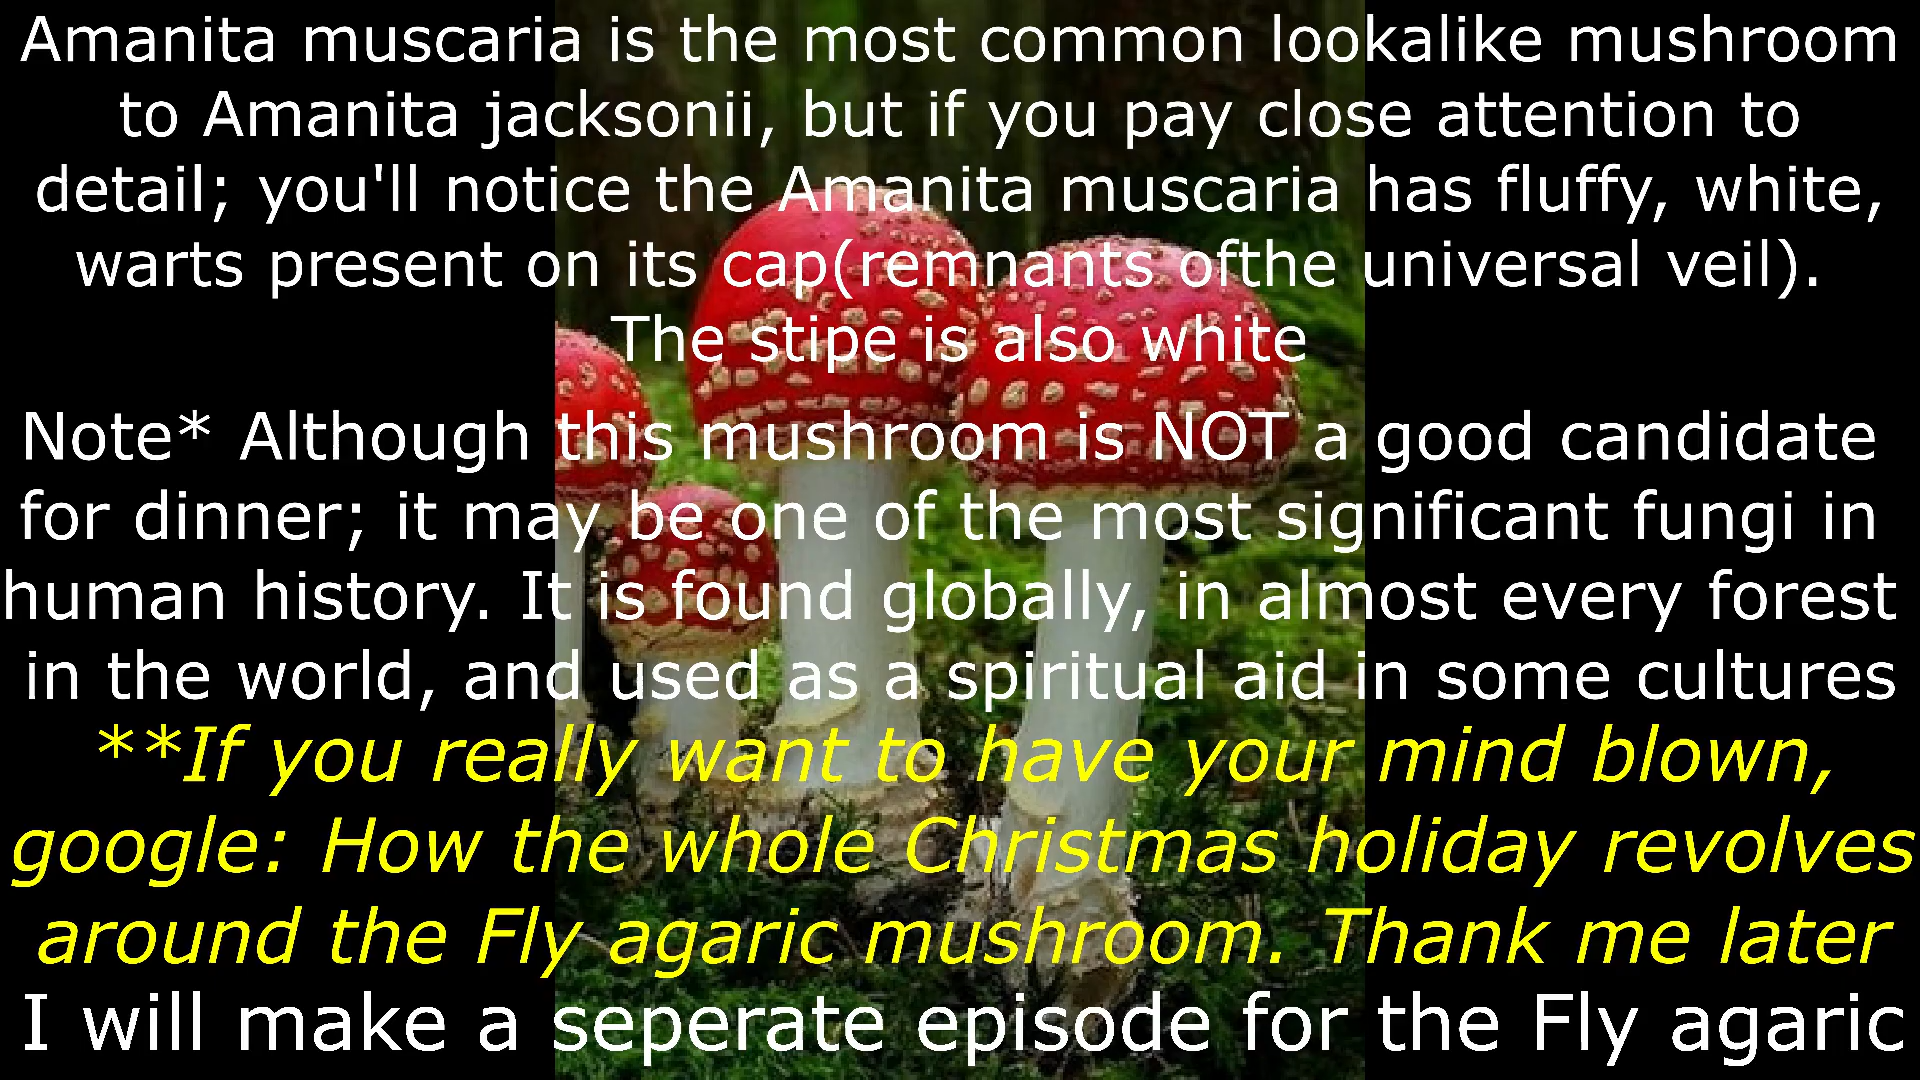 Amanita muscaria is the most common lookalike mushroom
to Amanita jacksonii, but if you pay close attention to
detail; you'll notice the Amanita muscaria has fluffy, white,
warts present on its cap(remnants ofthe universal veil).
The stipe is also white
Note* Although this mushroom is NOT a good candidate
for dinner; it may be one of the most significant fungi in
human history. It is found globally, in almost every forest
in the world, and used as a spiritual aid in some cultures
**If you really want to have your mind blown,
google: How the whole Christmas holiday revolves
around the Fly agaric mushroom. Thank me later
I will make a seperate episode for the Fly agaric